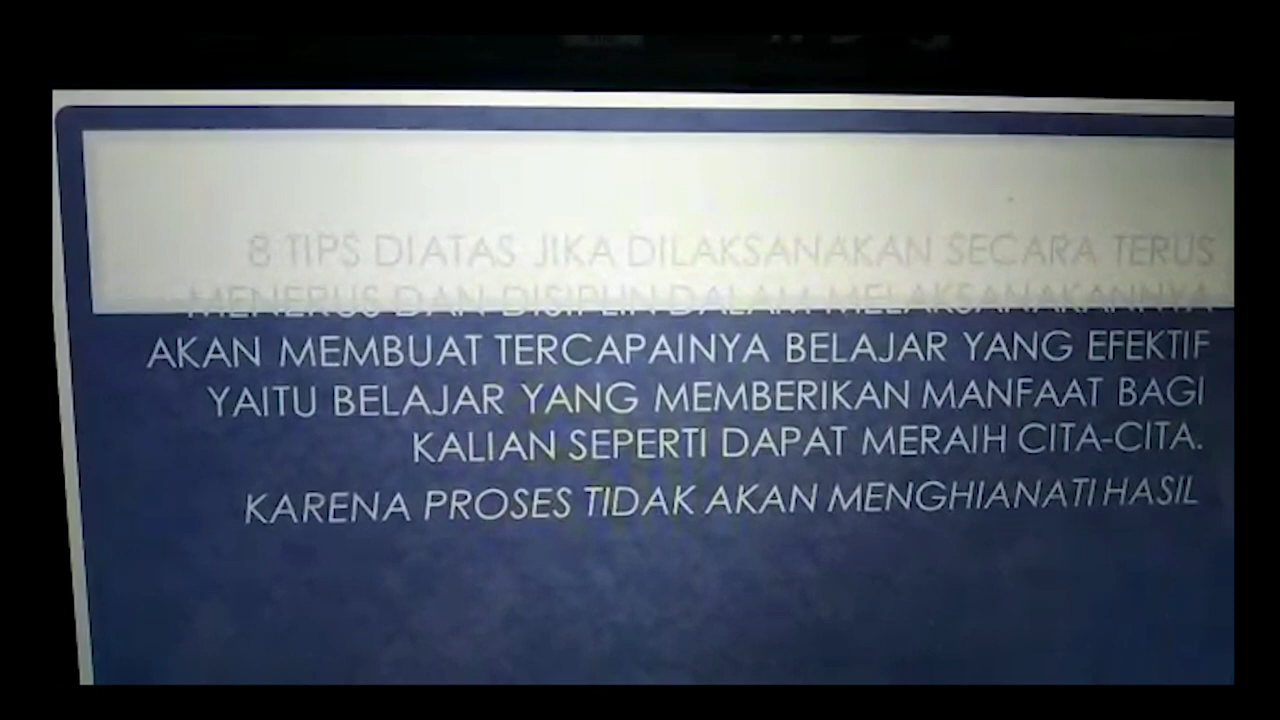 8 TIPS DIATAS JIKA DILAKSANAKAN SECARA TERUS
MENERUS DAN DISIPLIN DALAM MELAKSANAKANNYA
AKAN MEMBUAT TERCAPAINYA BELAJAR YANG EFEKTIF
YAITU BELAJAR YANG MEMBERIKAN MANFAAT BAGI
KALIAN SEPERTI DAPAT MERAIH CITA-CITA.
KARENA PROSES TIDAK AKAN MENGHIANATI HASIL